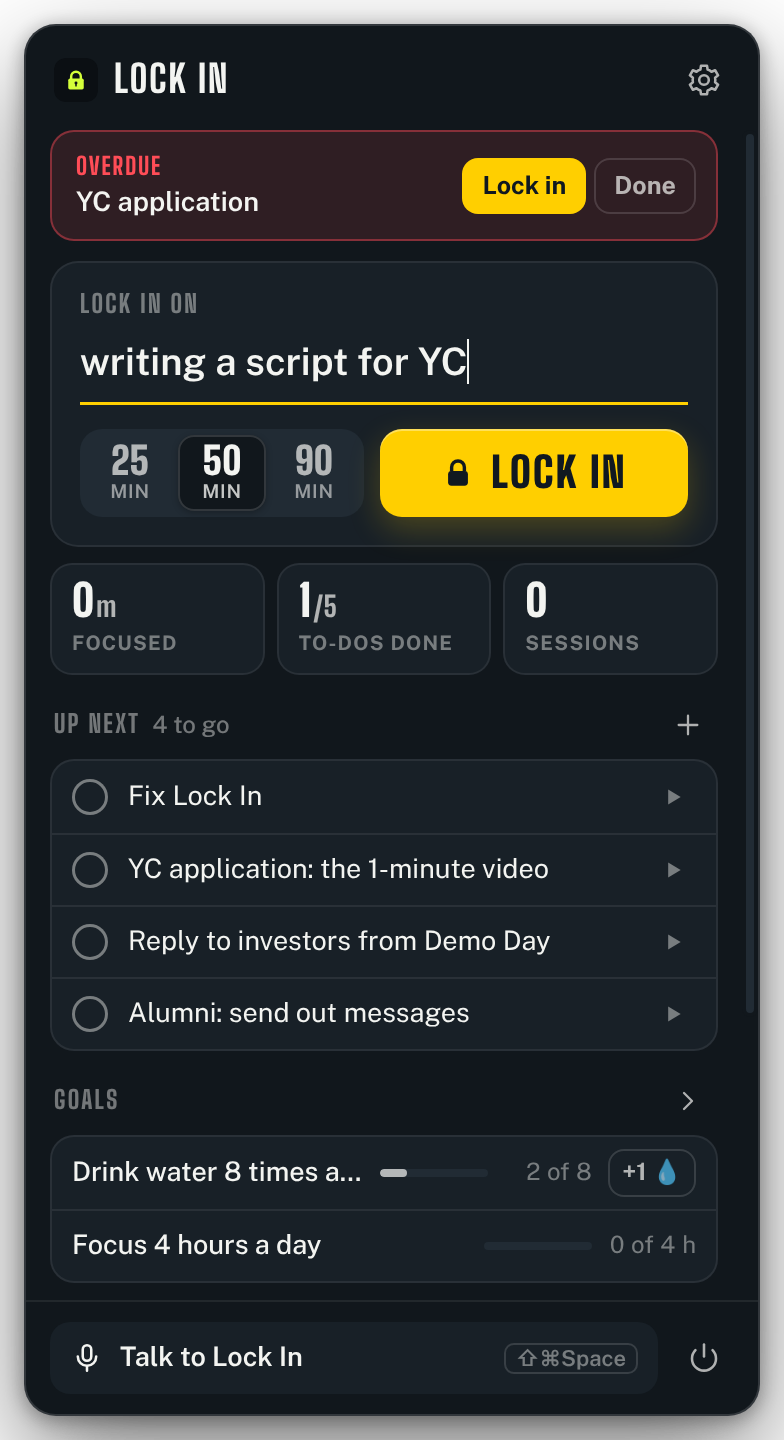 LOCK IN
OVERDUE
YC application
Lock in
Done
LOCK IN ON
writing a script for YC
25 MIN
50 MIN
90 MIN
LOCK IN
0m
FOCUSED
1/5
TO-DOS DONE
0
SESSIONS
UP NEXT 4 to go
Fix Lock In
YC application: the 1-minute video
Reply to investors from Demo Day
Alumni: send out messages
GOALS
Drink water 8 times a... 2 of 8 +1 💧
Focus 4 hours a day 0 of 4 h
Talk to Lock In ⇧⌘Space